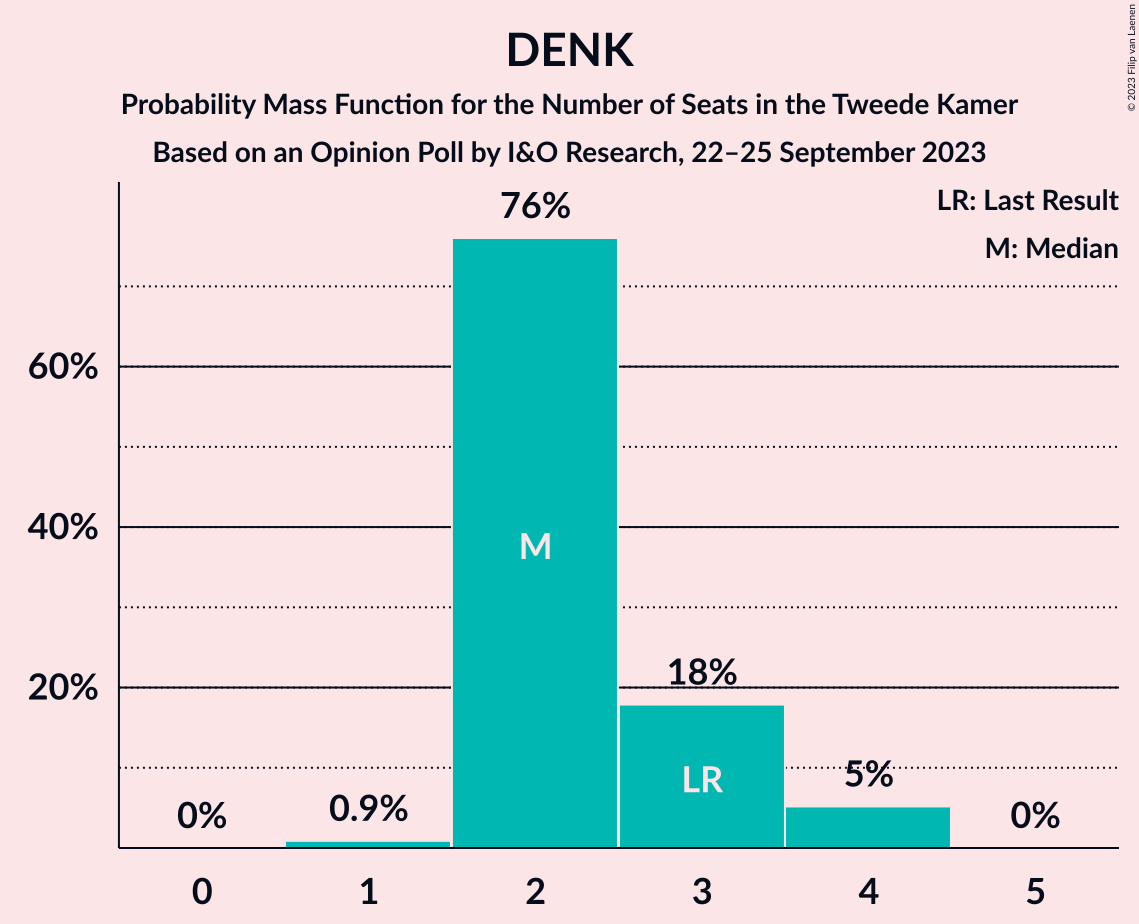 DENK
Probability Mass Function for the Number of Seats in the Tweede Kamer
Based on an Opinion Poll by I&O Research, 22–25 September 2023
© 2023 Filip van Laenen
LR: Last Result
M: Median
76%
60%
40%
M
20%
18%
LR
5%
0.9%
0%
0%
0 1 2 3 4 5